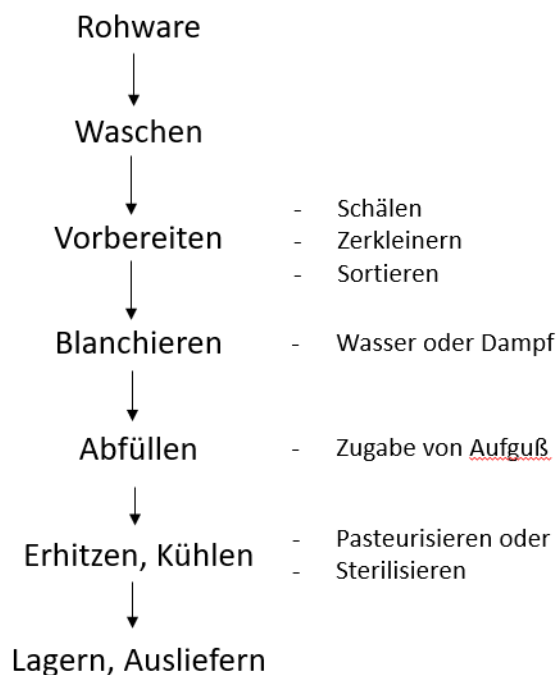 Rohware
Waschen
Vorbereiten
- Schälen
- Zerkleinern
- Sortieren
Blanchieren
- Wasser oder Dampf
Abfüllen
- Zugabe von Aufguß
Erhitzen, Kühlen
- Pasteurisieren oder
- Sterilisieren
Lagern, Ausliefern